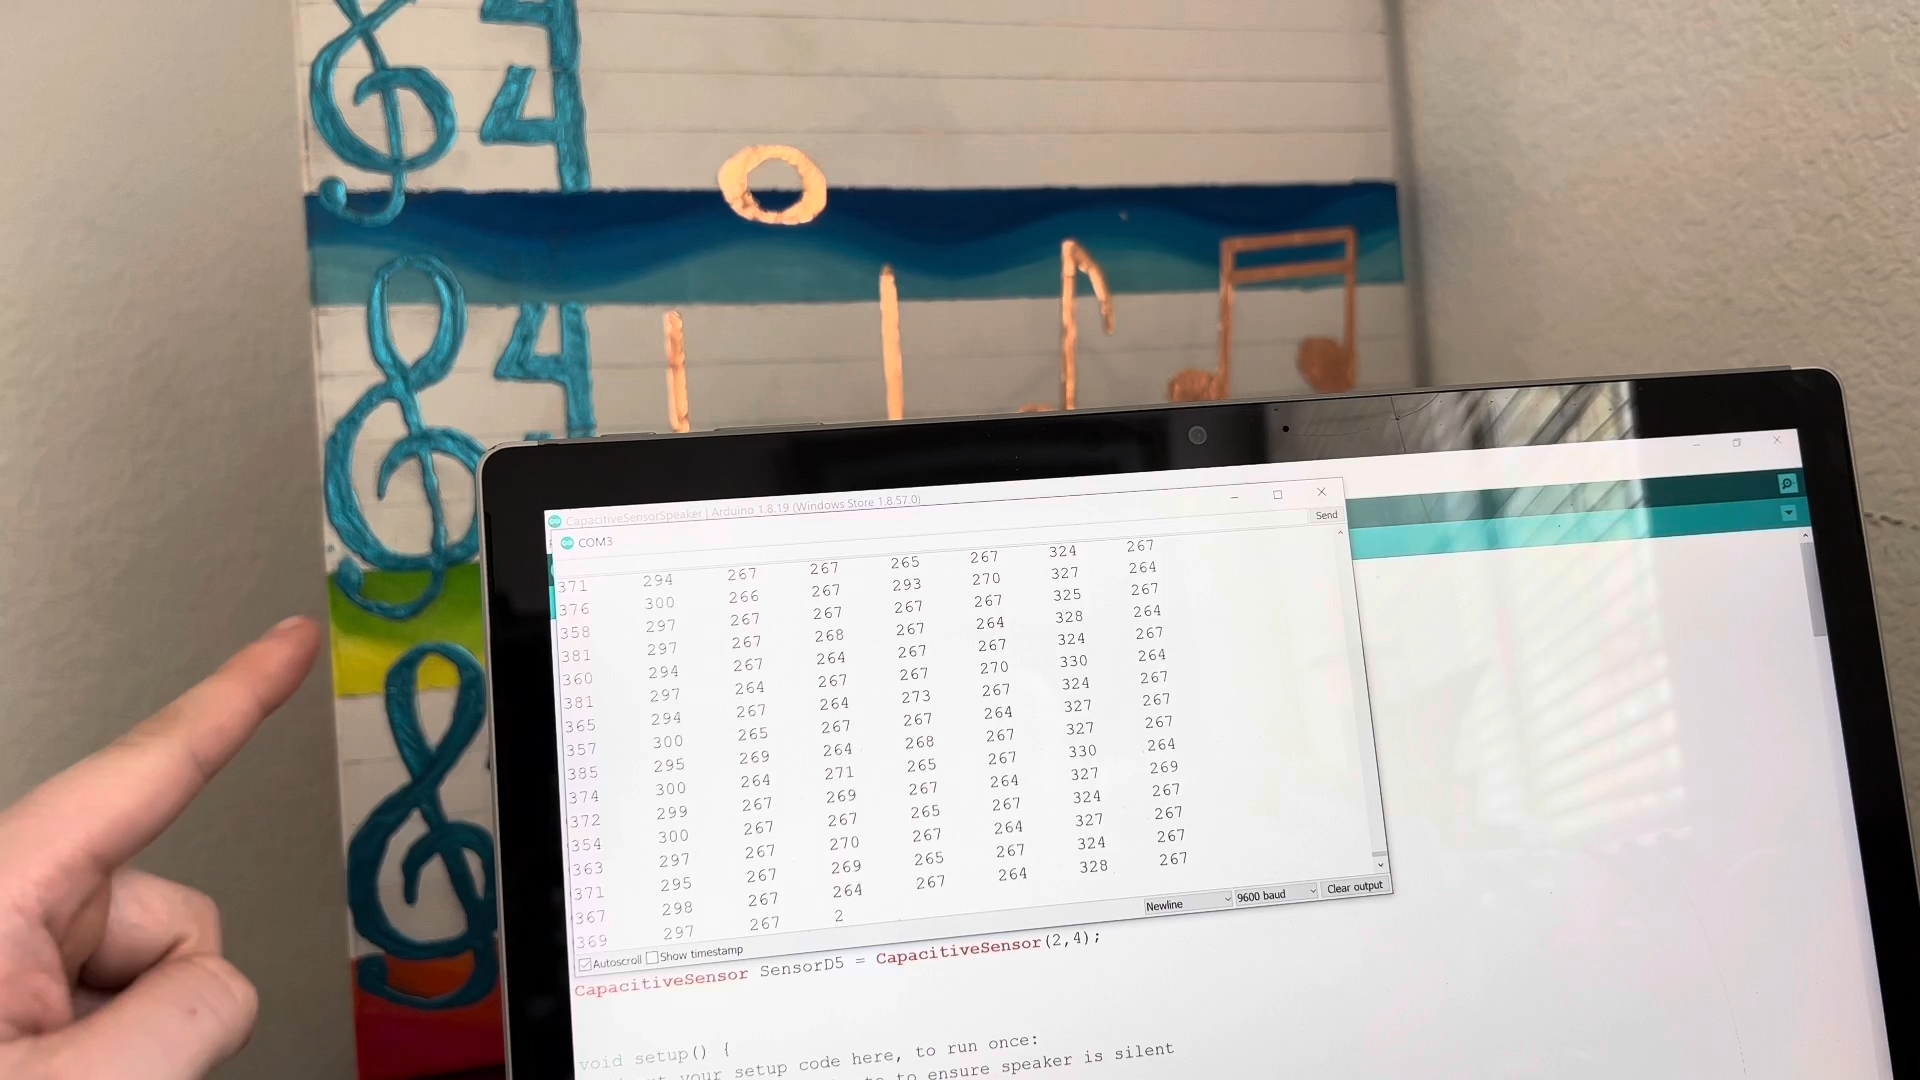 4
4
4
CapacitiveSensorSpeaker | Arduino 1.8.19 (Windows Store 1.8.57.0)
COM3
Send
371 294 267 267 265 267 324 267
376 300 266 267 293 270 327 264
358 297 267 267 267 267 325 267
381 297 267 268 267 264 328 264
360 294 267 264 267 267 324 267
381 297 264 267 267 270 330 264
365 294 267 264 273 267 324 267
357 300 265 267 267 264 327 267
385 295 269 264 268 267 327 267
374 300 264 271 265 267 330 264
372 299 267 269 267 264 327 269
354 300 267 267 265 267 324 267
363 297 267 270 267 264 327 267
371 295 267 269 265 267 324 267
367 298 267 264 267 264 328 267
369 297 267 2
Autoscroll Show timestamp Newline 9600 baud Clear output
CapacitiveSensor SensorD5 = CapacitiveSensor(2,4);
void setup() {
your setup code here, to run once:
to ensure speaker is silent